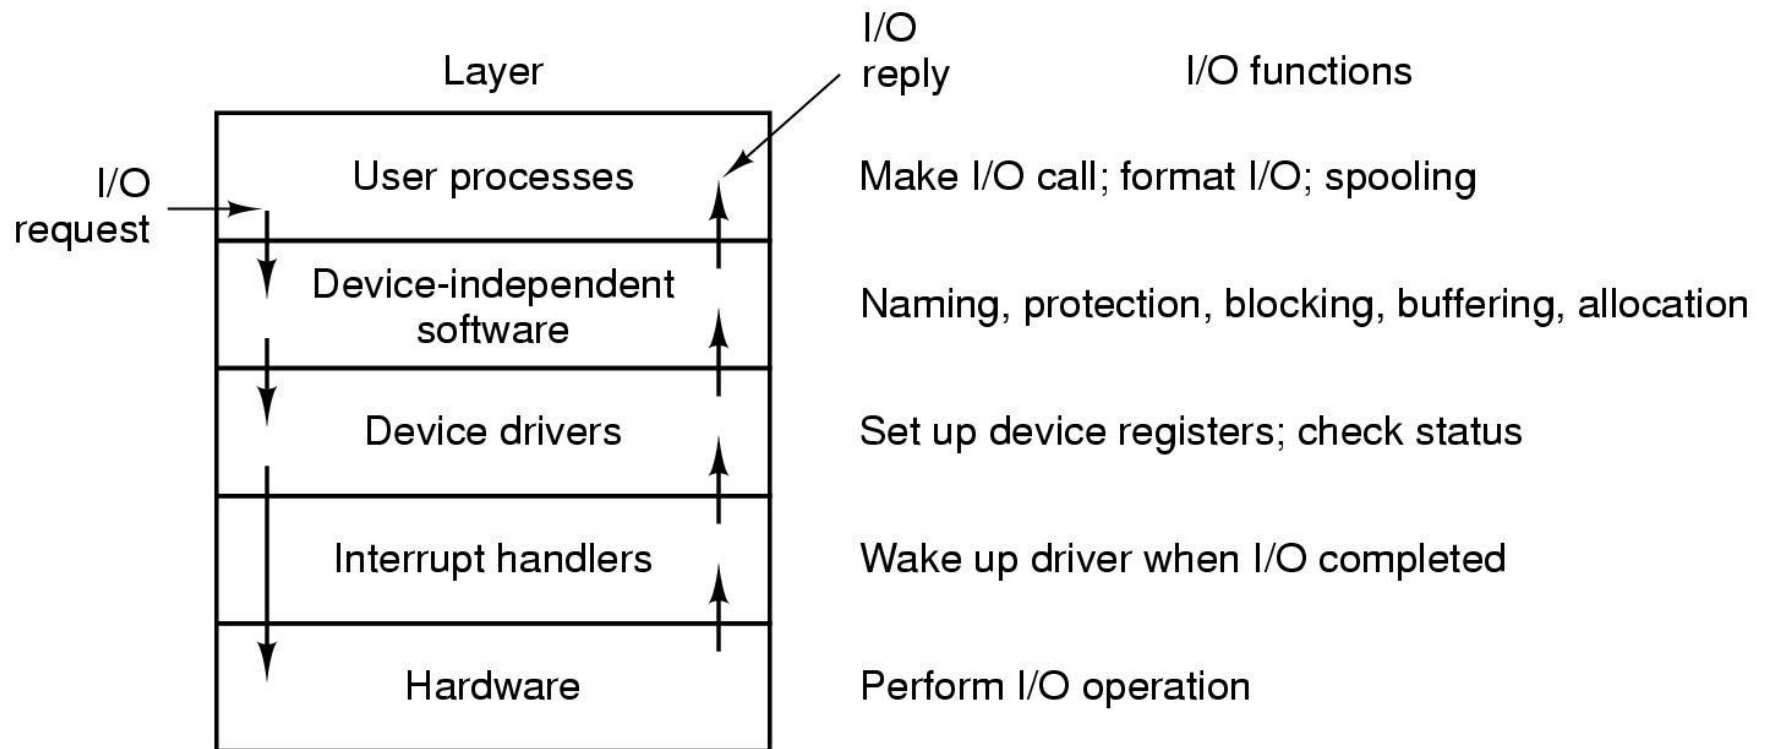 I/O
reply
Layer
I/O functions
User processes
Make I/O call; format I/O; spooling
I/O
request
Device-independent
software
Naming, protection, blocking, buffering, allocation
Device drivers
Set up device registers; check status
Interrupt handlers
Wake up driver when I/O completed
Hardware
Perform I/O operation